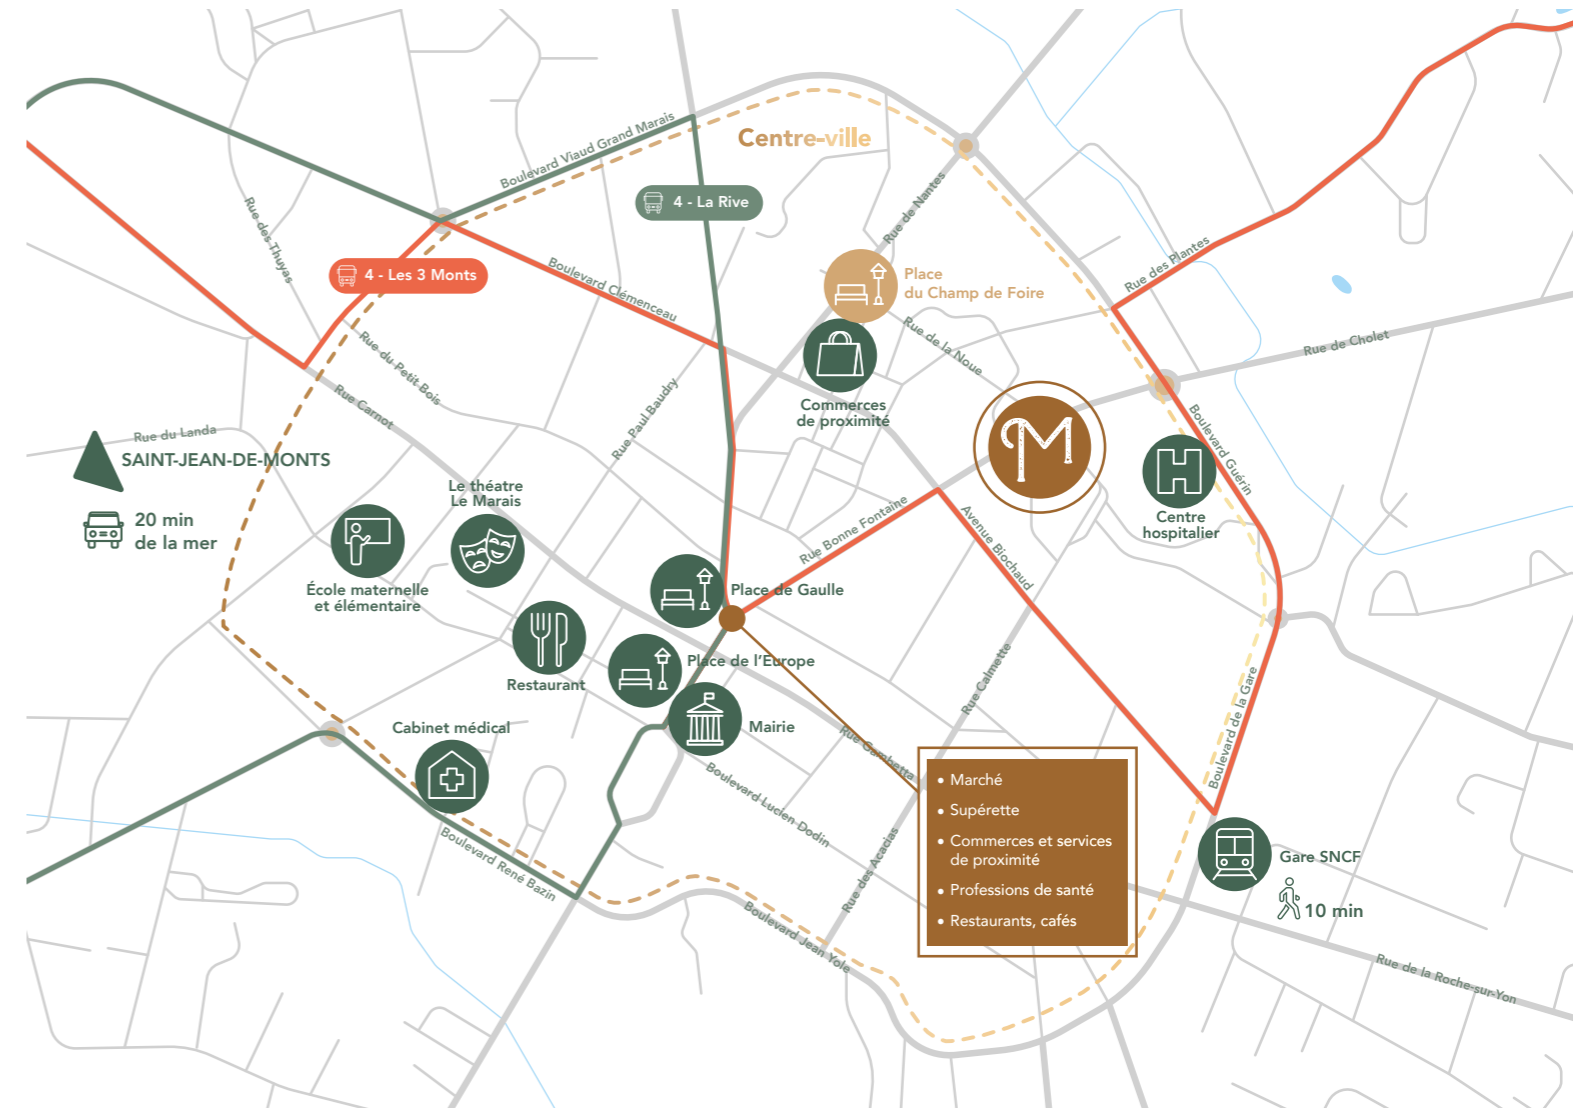 Centre-ville
Boulevard Viaud Grand Marais
4 - La Rive
Rue de Nantes
Rue des Thuyas
4 - Les 3 Monts
Boulevard Clémenceau
Place
du Champ de Foire
Rue des Plantes
Rue de la Noue
Rue de Cholet
Rue du Petit Bois
Rue Carnot
Rue Paul Baudry
Commerces
de proximité
Rue du Landa
SAINT-JEAN-DE-MONTS
20 min
de la mer
Le théatre
Le Marais
M
Boulevard Guérin
H
Centre
hospitalier
Rue Bonne Fontaine
Avenue Biochaud
École maternelle
et élémentaire
Place de Gaulle
Place de l'Europe
Restaurant
Rue Calmette
Boulevard de la Gare
Cabinet médical
Mairie
Rue Gambetta
Boulevard Lucien Dodin
• Marché
• Supérette
• Commerces et services
de proximité
• Professions de santé
• Restaurants, cafés
Rue des Acacias
Boulevard René Bazin
Boulevard Jean Yole
Gare SNCF
10 min
Rue de la Roche-sur-Yon